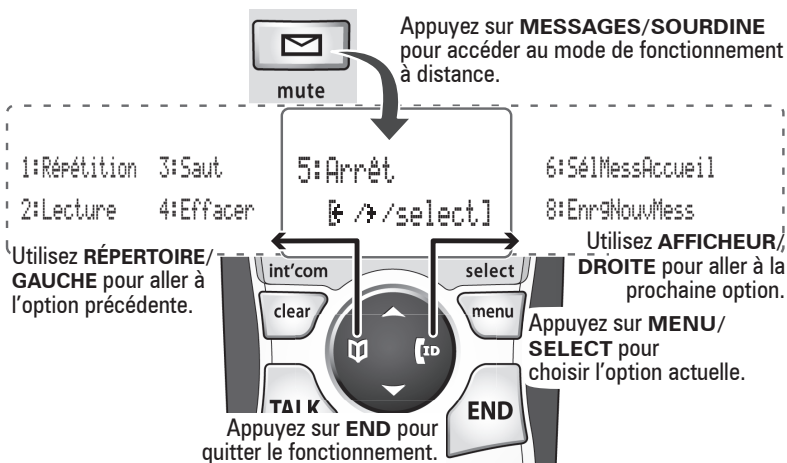 Appuyez sur MESSAGES/SOURDINE
pour accéder au mode de fonctionnement
à distance.
mute
1:Répétition 3:Saut
2:Lecture 4:Effacer
5:Arrêt
[←/→/select]
6:SélMessAccueil
8:EnrgNouvMess
Utilisez RÉPERTOIRE/
GAUCHE pour aller à
l'option précédente.
Utilisez AFFICHEUR/
DROITE pour aller à la
prochaine option.
int'com
select
clear
menu
ID
Appuyez sur MENU/
SELECT pour
choisir l'option actuelle.
TALK
END
Appuyez sur END pour
quitter le fonctionnement.